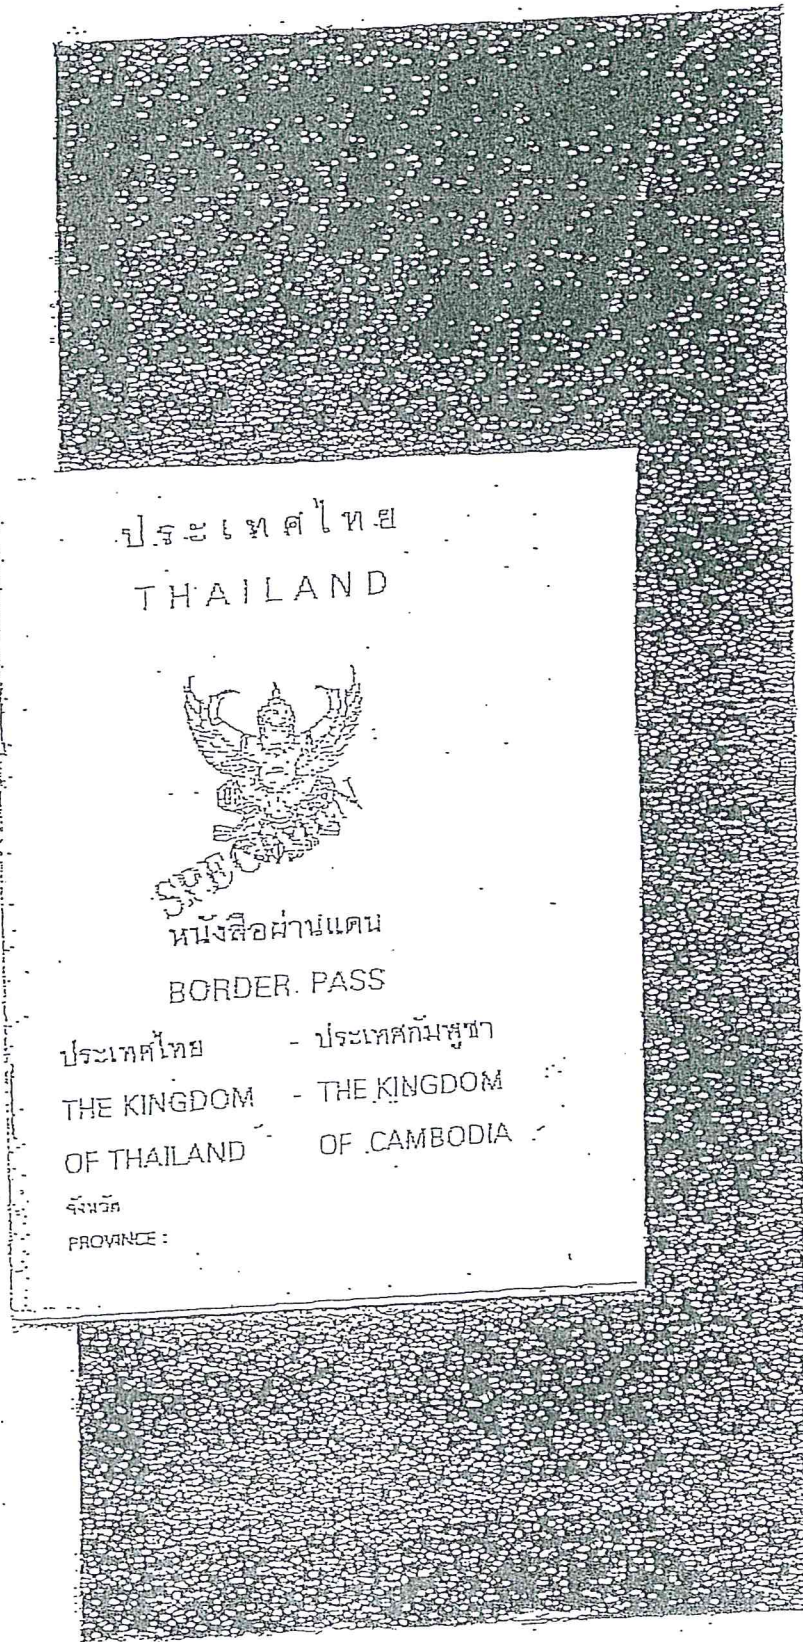 ประเทศไทย
THAILAND
SPECIMEN
หนังสือผ่านแดน
BORDER PASS
ประเทศไทย - ประเทศกัมพูชา
THE KINGDOM - THE KINGDOM
OF THAILAND OF CAMBODIA
จังหวัด
PROVINCE :